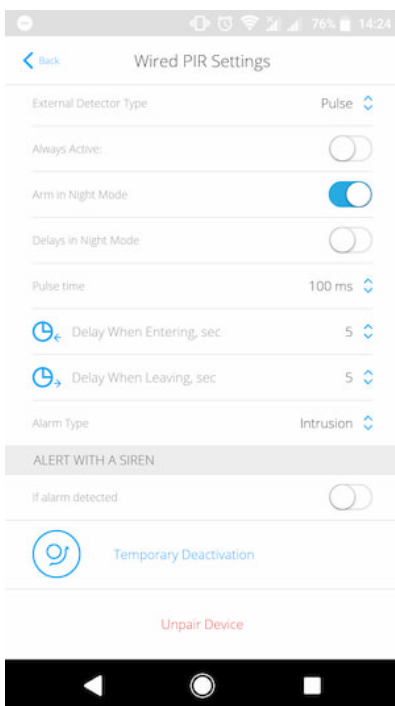 76% 14:24
Back Wired PIR Settings
External Detector Type Pulse
Always Active:
Arm in Night Mode
Delays in Night Mode
Pulse time 100 ms
Delay When Entering, sec 5
Delay When Leaving, sec 5
Alarm Type Intrusion
ALERT WITH A SIREN
If alarm detected
Temporary Deactivation
Unpair Device